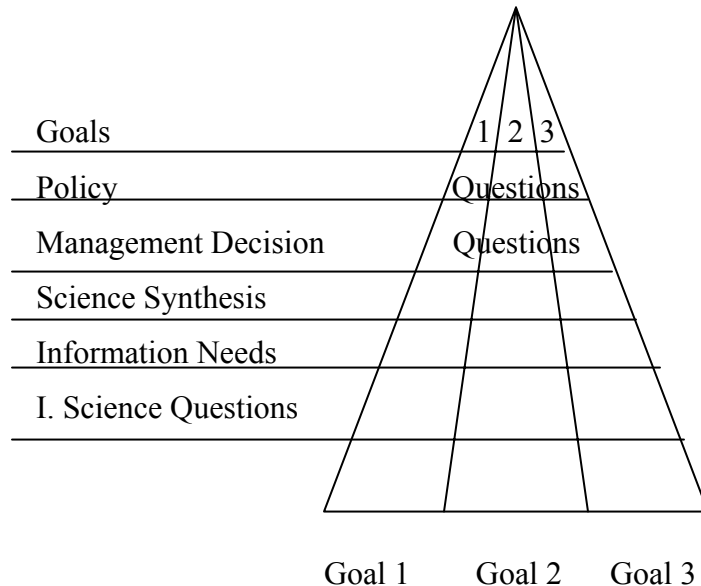 Goals 1 2 3
Policy Questions
Management Decision Questions
Science Synthesis
Information Needs
I. Science Questions
Goal 1 Goal 2 Goal 3